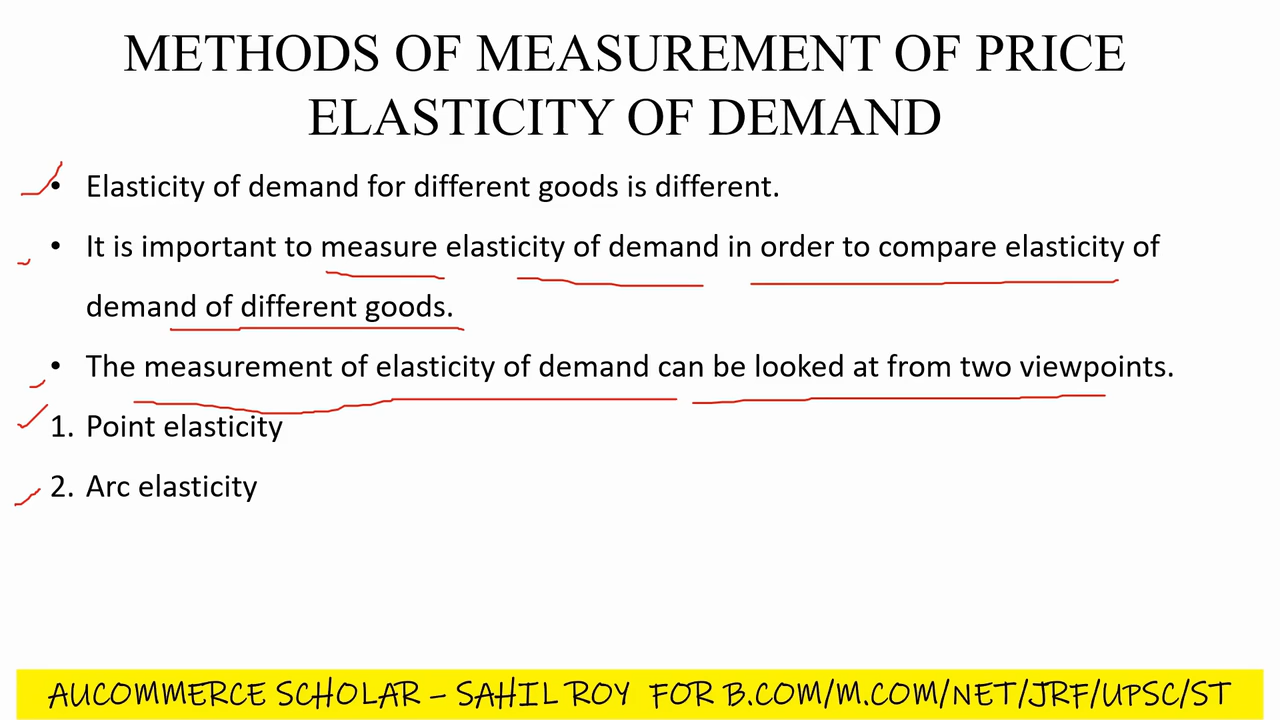 METHODS OF MEASUREMENT OF PRICE
ELASTICITY OF DEMAND
• Elasticity of demand for different goods is different.
• It is important to measure elasticity of demand in order to compare elasticity of
demand of different goods.
• The measurement of elasticity of demand can be looked at from two viewpoints.
1. Point elasticity
2. Arc elasticity
AUCOMMERCE SCHOLAR – SAHIL ROY FOR B.COM/M.COM/NET/JRF/UPSC/ST